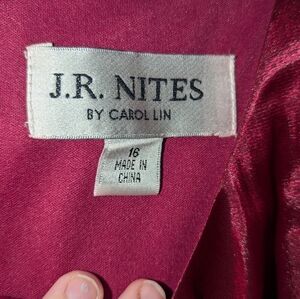 J.R. NITES
BY CAROL LIN
16
MADE IN
CHINA